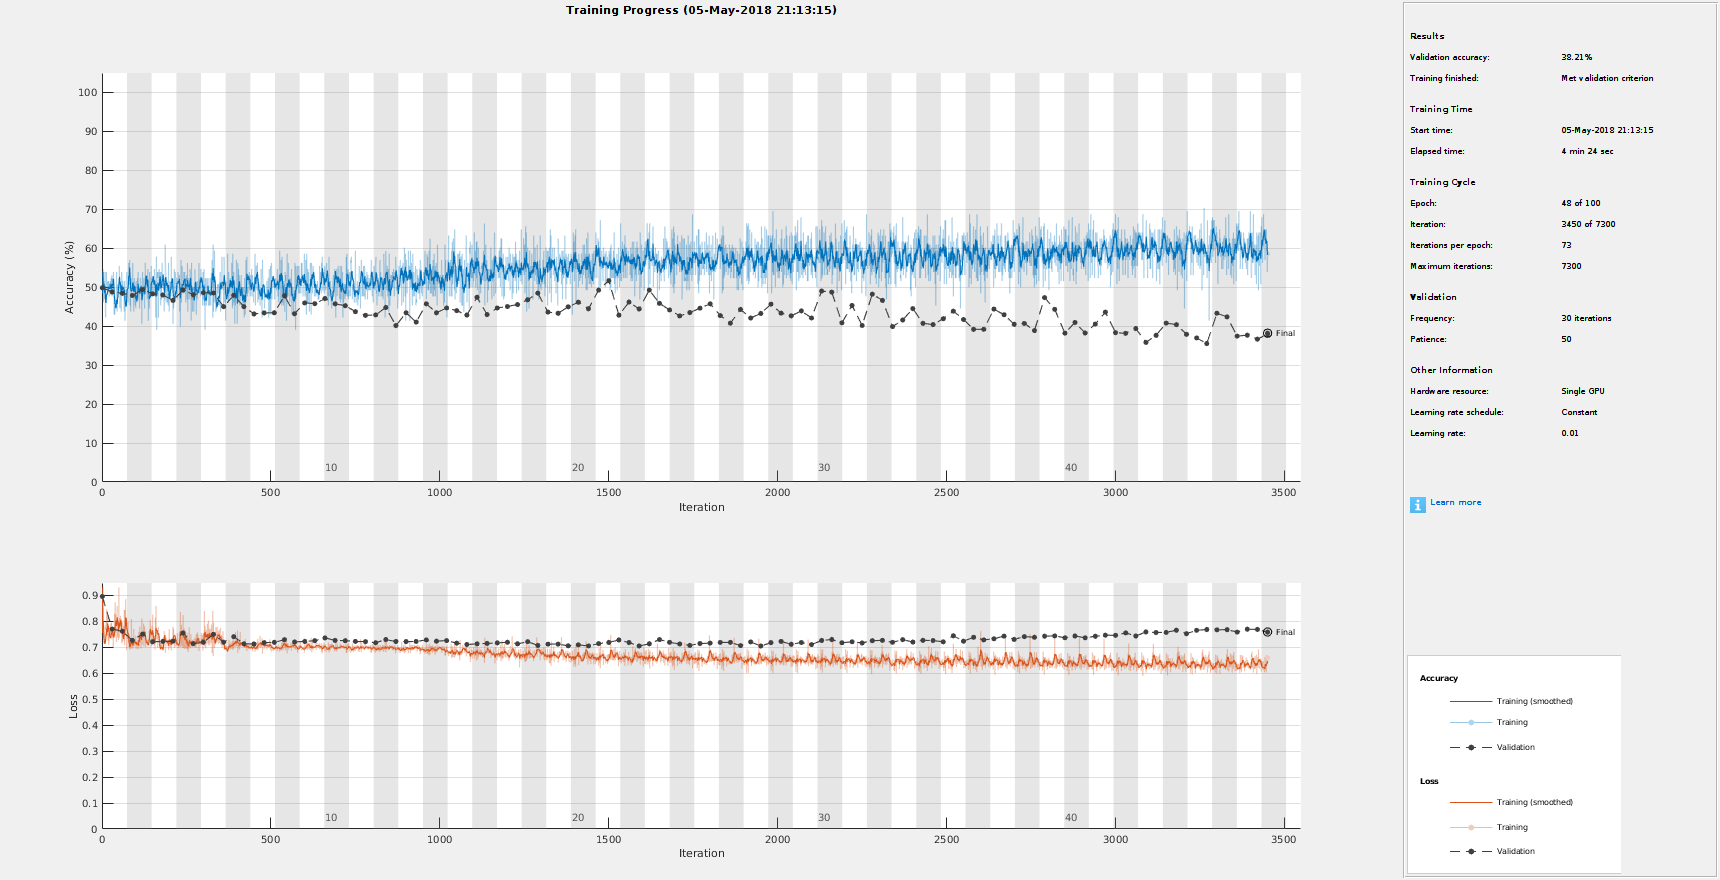 Training Progress (05-May-2018 21:13:15)
100
90
80
70
60
50
40
30
20
10
0
Accuracy (%)
Final
10
20
30
40
0
500
1000
1500
2000
2500
3000
3500
Iteration
0.9
0.8
0.7
0.6
0.5
0.4
0.3
0.2
0.1
0
Loss
Final
10
20
30
40
0
500
1000
1500
2000
2500
3000
3500
Iteration
Results
Validation accuracy: 38.21%
Training finished: Met validation criterion
Training Time
Start time: 05-May-2018 21:13:15
Elapsed time: 4 min 24 sec
Training Cycle
Epoch: 48 of 100
Iteration: 3450 of 7300
Iterations per epoch: 73
Maximum iterations: 7300
Validation
Frequency: 30 iterations
Patience: 50
Other Information
Hardware resource: Single GPU
Learning rate schedule: Constant
Learning rate: 0.01
i Learn more
Accuracy
Training (smoothed)
Training
Validation
Loss
Training (smoothed)
Training
Validation